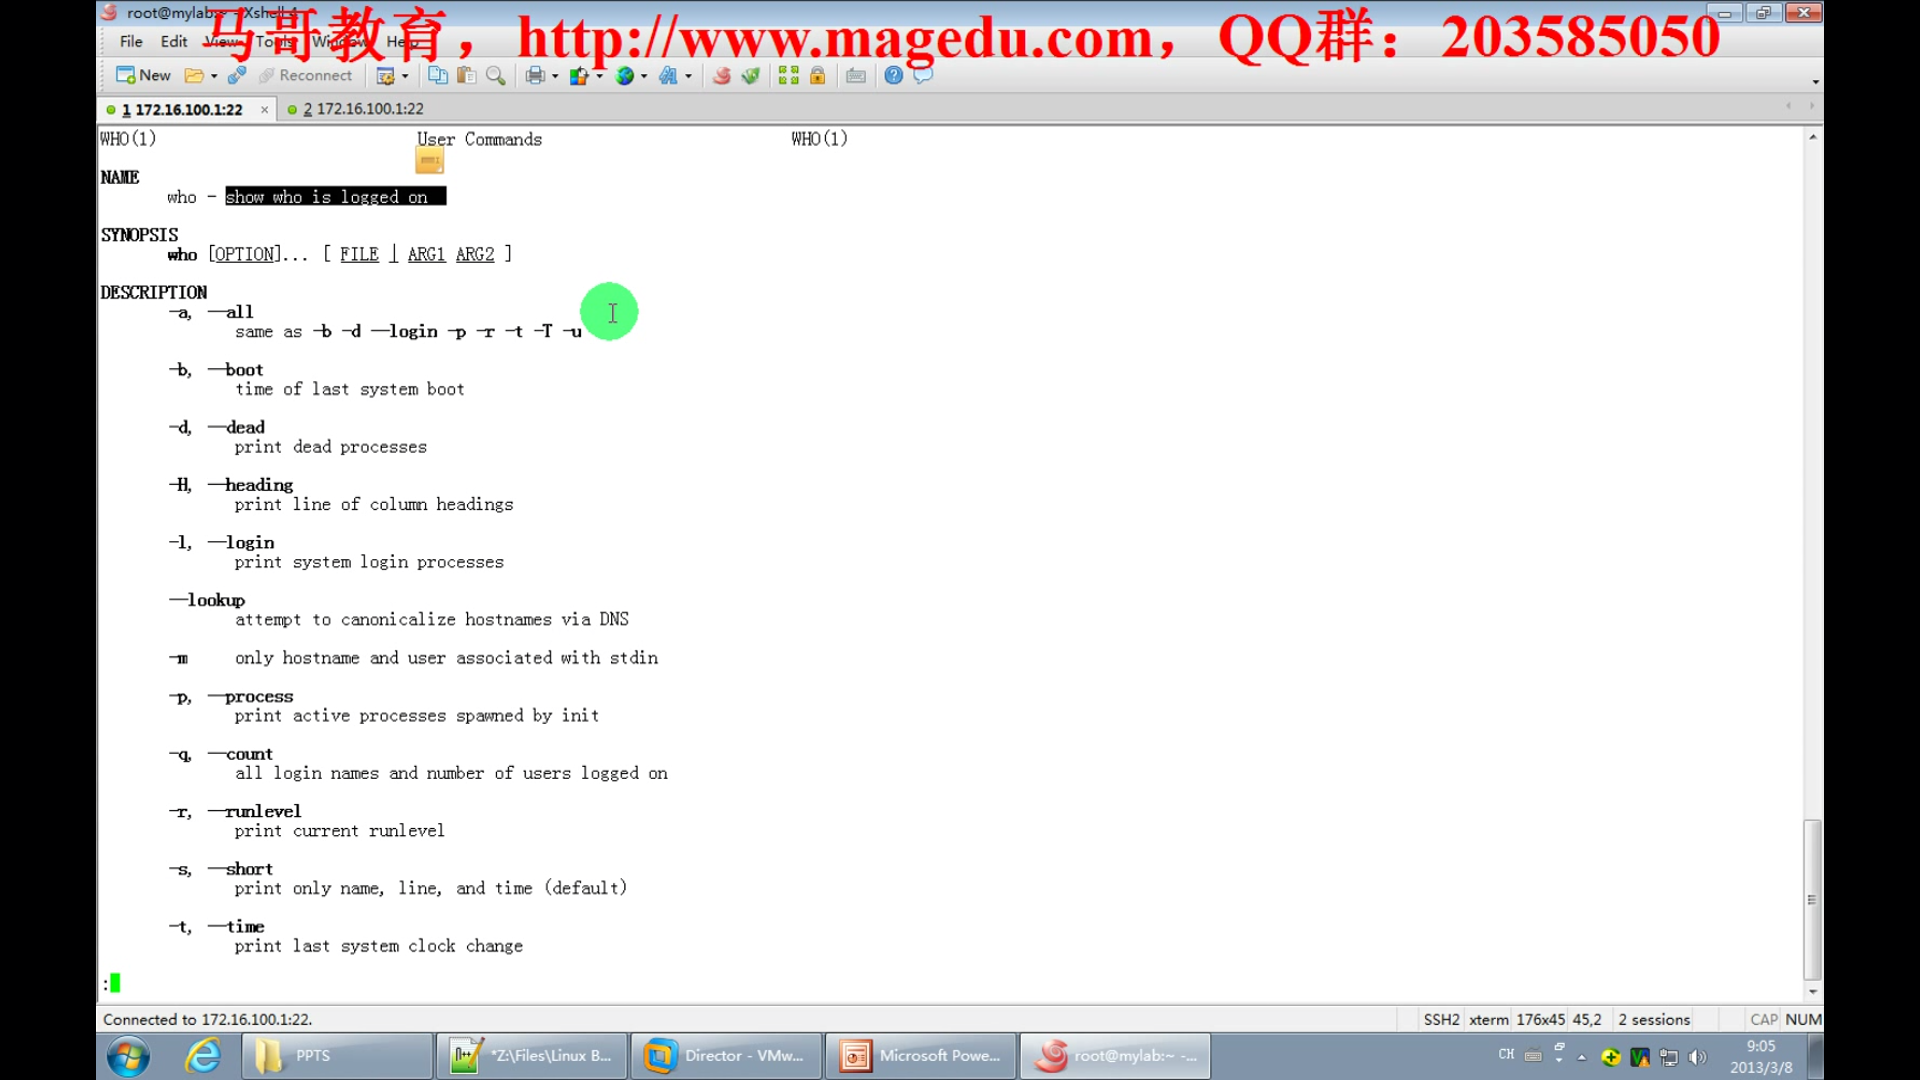 root@mylab:~ - Xshell 4
马哥教育，http://www.magedu.com，QQ群：203585050
File Edit View Tools Window Help
New Reconnect
1 172.16.100.1:22 × 2 172.16.100.1:22
WHO(1) User Commands WHO(1)
NAME
who - show who is logged on
SYNOPSIS
who [OPTION]... [ FILE | ARG1 ARG2 ]
DESCRIPTION
-a, --all
same as -b -d --login -p -r -t -T -u
-b, --boot
time of last system boot
-d, --dead
print dead processes
-H, --heading
print line of column headings
-l, --login
print system login processes
--lookup
attempt to canonicalize hostnames via DNS
-m only hostname and user associated with stdin
-p, --process
print active processes spawned by init
-q, --count
all login names and number of users logged on
-r, --runlevel
print current runlevel
-s, --short
print only name, line, and time (default)
-t, --time
print last system clock change
:
Connected to 172.16.100.1:22. SSH2 xterm 176x45 45,2 2 sessions CAP NUM
PPTS *Z:\Files\Linux B... Director - VMw... Microsoft Powe... root@mylab:~ -... CH 9:05
2013/3/8